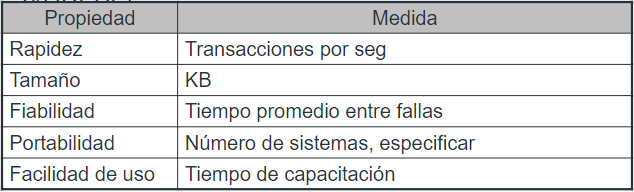 Propiedad Medida
Rapidez Transacciones por seg
Tamaño KB
Fiabilidad Tiempo promedio entre fallas
Portabilidad Número de sistemas, especificar
Facilidad de uso Tiempo de capacitación